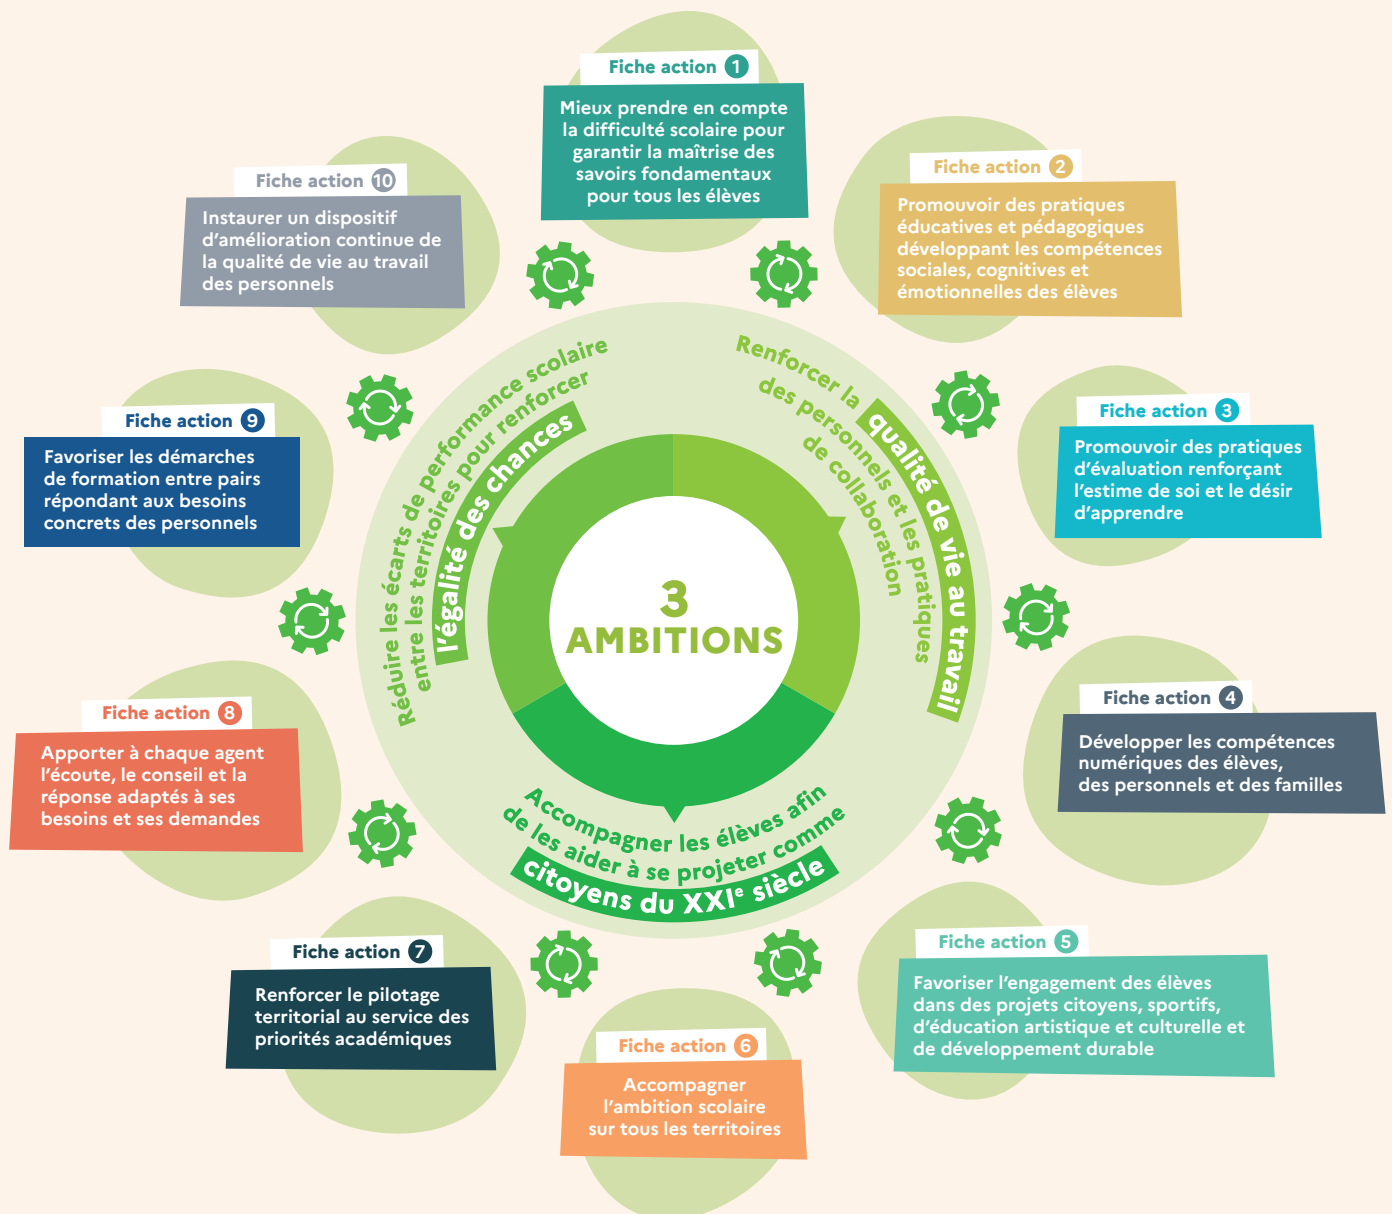 Fiche action 1
Mieux prendre en compte
la difficulté scolaire pour
garantir la maîtrise des
savoirs fondamentaux
pour tous les élèves
Fiche action 2
Promouvoir des pratiques
éducatives et pédagogiques
développant les compétences
sociales, cognitives et
émotionnelles des élèves
Fiche action 3
Promouvoir des pratiques
d'évaluation renforçant
l'estime de soi et le désir
d'apprendre
Fiche action 4
Développer les compétences
numériques des élèves,
des personnels et des familles
Fiche action 5
Favoriser l'engagement des élèves
dans des projets citoyens, sportifs,
d'éducation artistique et culturelle et
de développement durable
Fiche action 6
Accompagner
l'ambition scolaire
sur tous les territoires
Fiche action 7
Renforcer le pilotage
territorial au service des
priorités académiques
Fiche action 8
Apporter à chaque agent
l'écoute, le conseil et la
réponse adaptés à ses
besoins et ses demandes
Fiche action 9
Favoriser les démarches
de formation entre pairs
répondant aux besoins
concrets des personnels
Fiche action 10
Instaurer un dispositif
d'amélioration continue de
la qualité de vie au travail
des personnels
3
AMBITIONS
Réduire les écarts de performance scolaire
entre les territoires pour renforcer
l'égalité des chances
Renforcer la qualité de vie au travail
des personnels et les pratiques
de collaboration
Accompagner les élèves afin
de les aider à se projeter comme
citoyens du XXIe siècle